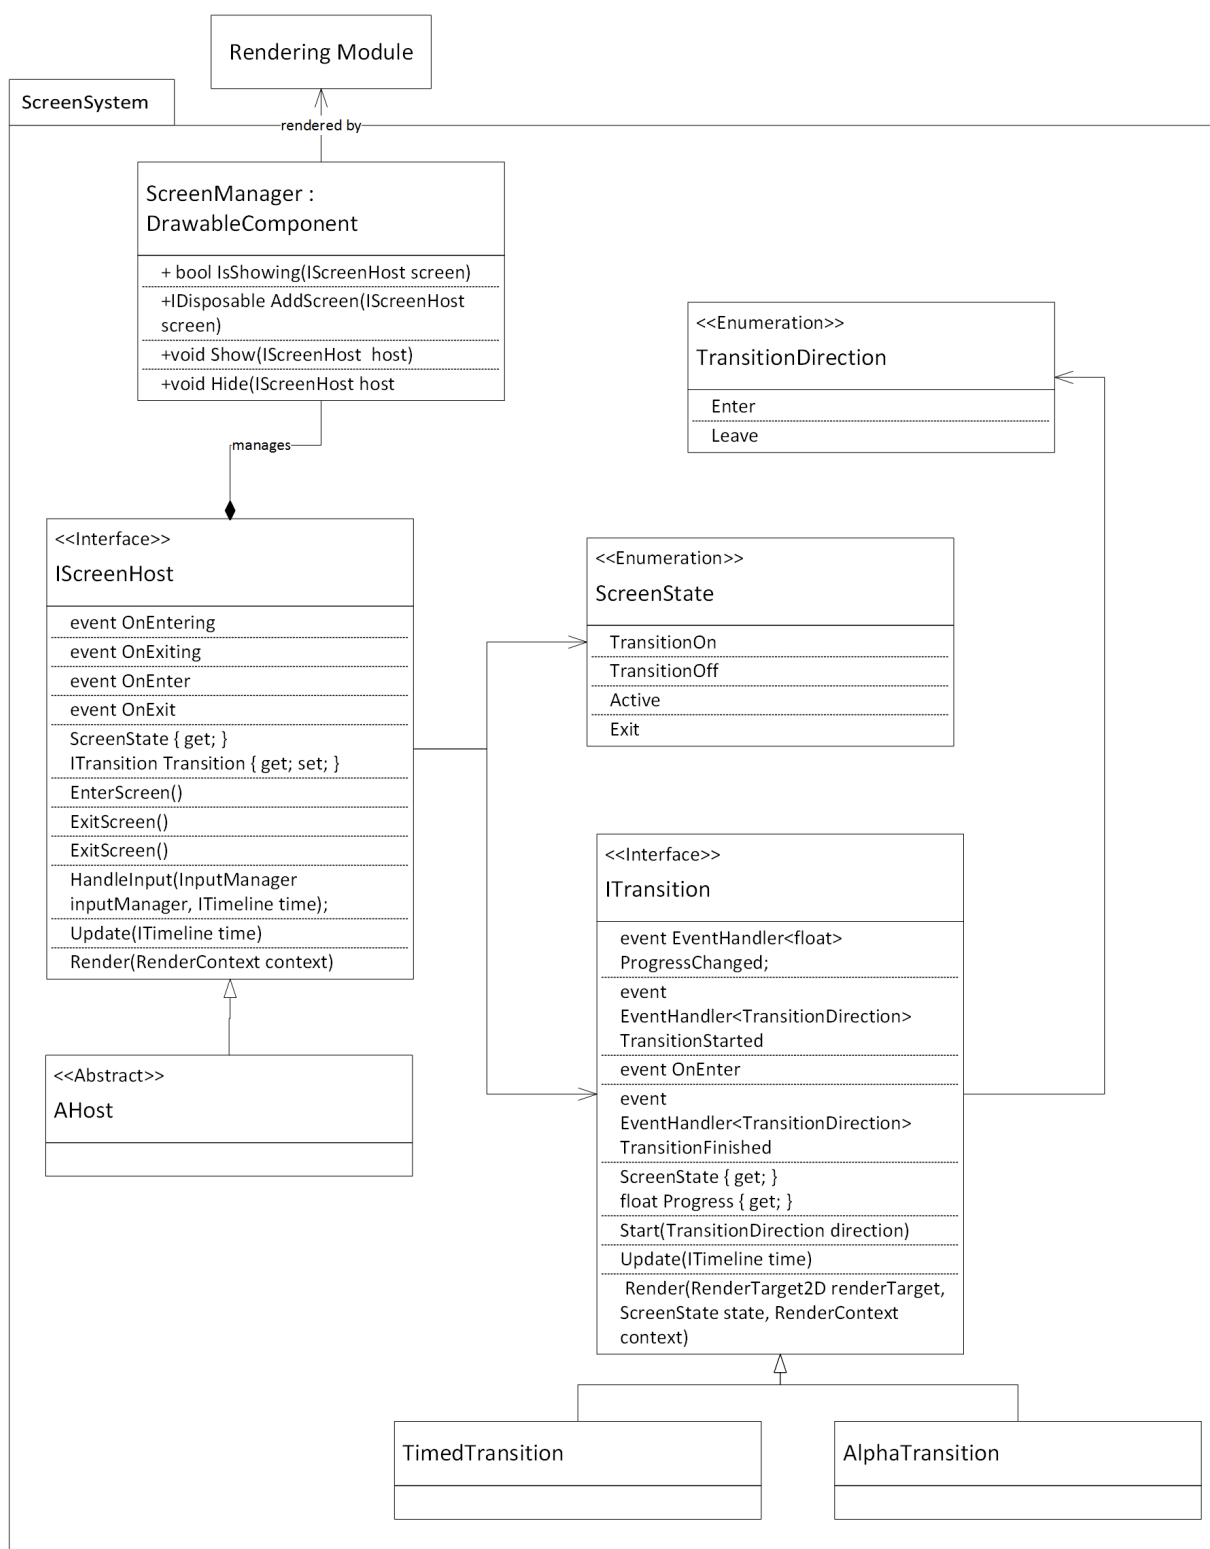 Rendering Module
ScreenSystem
rendered by
ScreenManager :
DrawableComponent
+ bool IsShowing(IScreenHost screen)
+IDisposable AddScreen(IScreenHost
screen)
+void Show(IScreenHost  host)
+void Hide(IScreenHost host
manages
<<Enumeration>>
TransitionDirection
Enter
Leave
<<Interface>>
IScreenHost
event OnEntering
event OnExiting
event OnEnter
event OnExit
ScreenState { get; }
ITransition Transition { get; set; }
EnterScreen()
ExitScreen()
ExitScreen()
HandleInput(InputManager
inputManager, ITimeline time);
Update(ITimeline time)
Render(RenderContext context)
<<Enumeration>>
ScreenState
TransitionOn
TransitionOff
Active
Exit
<<Abstract>>
AHost
<<Interface>>
ITransition
event EventHandler<float>
ProgressChanged;
event
EventHandler<TransitionDirection>
TransitionStarted
event OnEnter
event
EventHandler<TransitionDirection>
TransitionFinished
ScreenState { get; }
float Progress { get; }
Start(TransitionDirection direction)
Update(ITimeline time)
Render(RenderTarget2D renderTarget,
ScreenState state, RenderContext
context)
TimedTransition
AlphaTransition